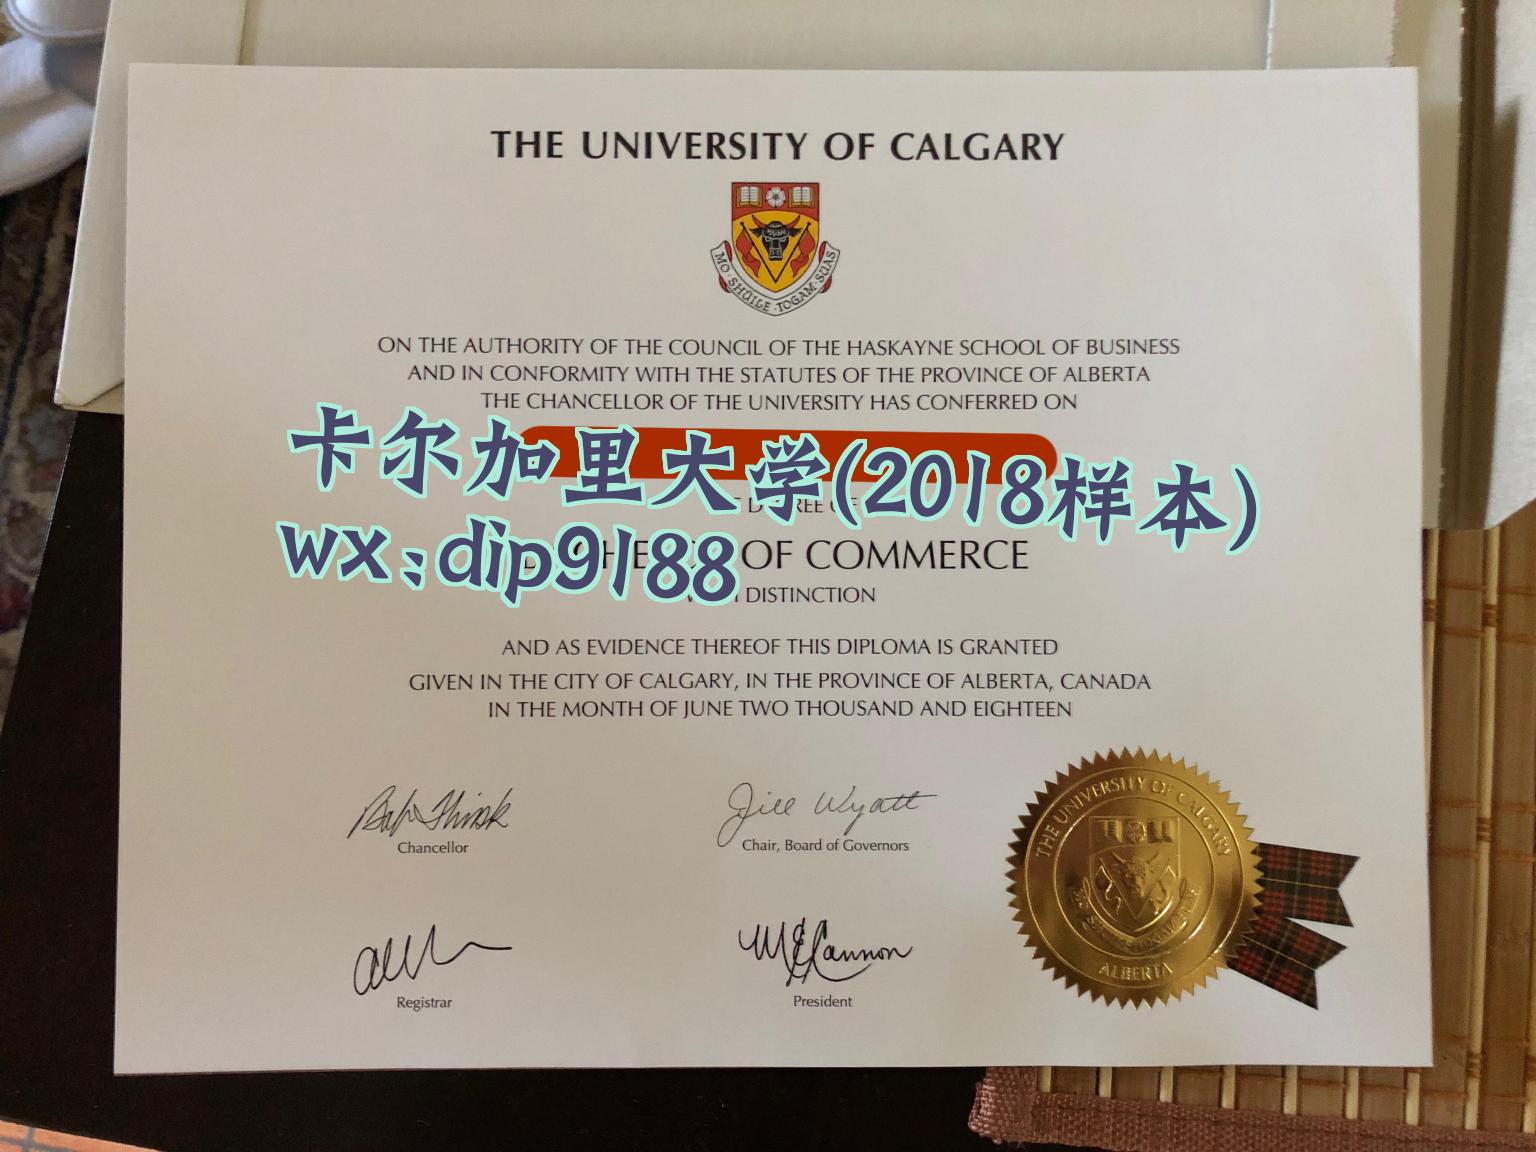 THE UNIVERSITY OF CALGARY
MO·SHÙILE·TOGAM·SUAS
ON THE AUTHORITY OF THE COUNCIL OF THE HASKAYNE SCHOOL OF BUSINESS
AND IN CONFORMITY WITH THE STATUTES OF THE PROVINCE OF ALBERTA
THE CHANCELLOR OF THE UNIVERSITY HAS CONFERRED ON
卡尔加里大学(2018样本)
wx:dip9188
OF COMMERCE
DISTINCTION
AND AS EVIDENCE THEREOF THIS DIPLOMA IS GRANTED
GIVEN IN THE CITY OF CALGARY, IN THE PROVINCE OF ALBERTA, CANADA
IN THE MONTH OF JUNE TWO THOUSAND AND EIGHTEEN
Jill Wyatt
Chancellor
Chair, Board of Governors
THE UNIVERSITY OF CALGARY
ALBERTA
MECannon
Registrar
President